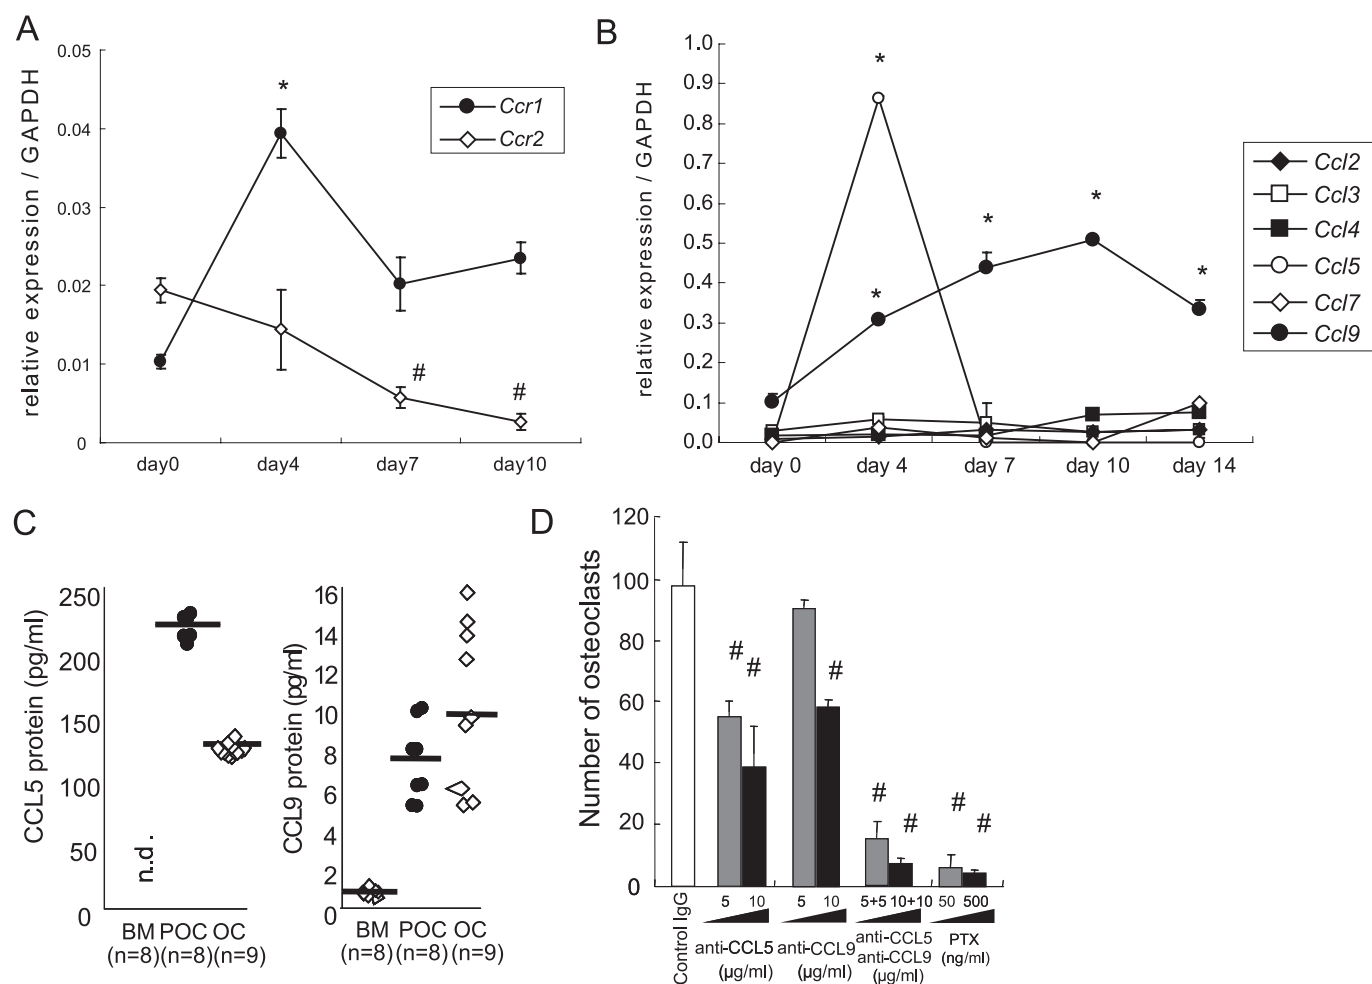 A
relative expression / GAPDH
0.05
0.04
0.03
0.02
0.01
0
day0 day4 day7 day10
*
#
#
Ccr1
Ccr2
B
relative expression / GAPDH
1.0
0.9
0.8
0.7
0.6
0.5
0.4
0.3
0.2
0.1
0.0
day 0 day 4 day 7 day 10 day 14
*
*
*
*
*
Ccl2
Ccl3
Ccl4
Ccl5
Ccl7
Ccl9
C
CCL5 protein (pg/ml)
250
200
150
100
50
0
n.d.
BM POC OC
(n=8) (n=8) (n=9)
CCL9 protein (pg/ml)
16
14
12
10
8
6
4
2
0
BM POC OC
(n=8) (n=8) (n=9)
D
Number of osteoclasts
120
100
80
60
40
20
0
# # # # # # #
Control IgG
5 10 5 10 5+5 10+10 50 500
anti-CCL5
(µg/ml)
anti-CCL9
(µg/ml)
anti-CCL5
anti-CCL9
(µg/ml)
PTX
(ng/ml)